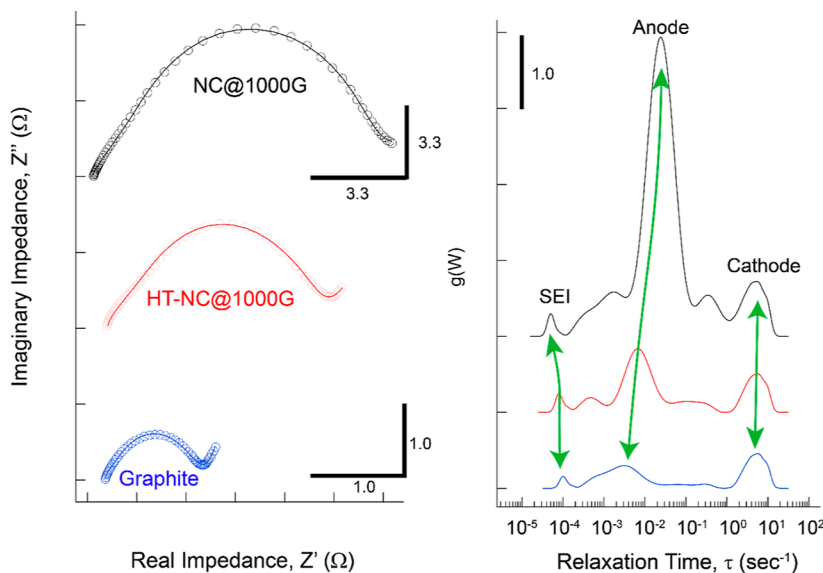 Imaginary Impedance, Z″ (Ω)
NC@1000G
3.3
3.3
HT-NC@1000G
Graphite
1.0
1.0
Real Impedance, Z' (Ω)
1.0
Anode
SEI
Cathode
g(W)
10⁻⁵ 10⁻⁴ 10⁻³ 10⁻² 10⁻¹ 10⁰ 10¹ 10²
Relaxation Time, τ (sec⁻¹)